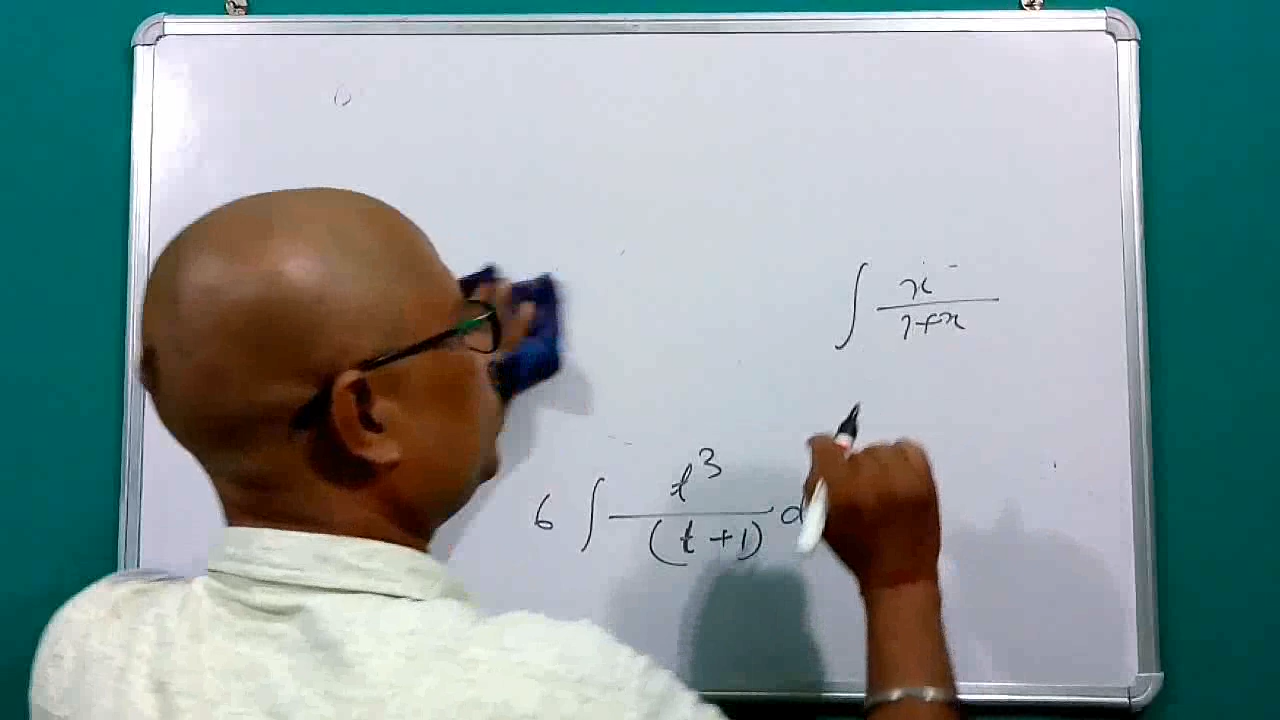 ∫ x / 1+x
6 ∫ t³ / (t+1) d